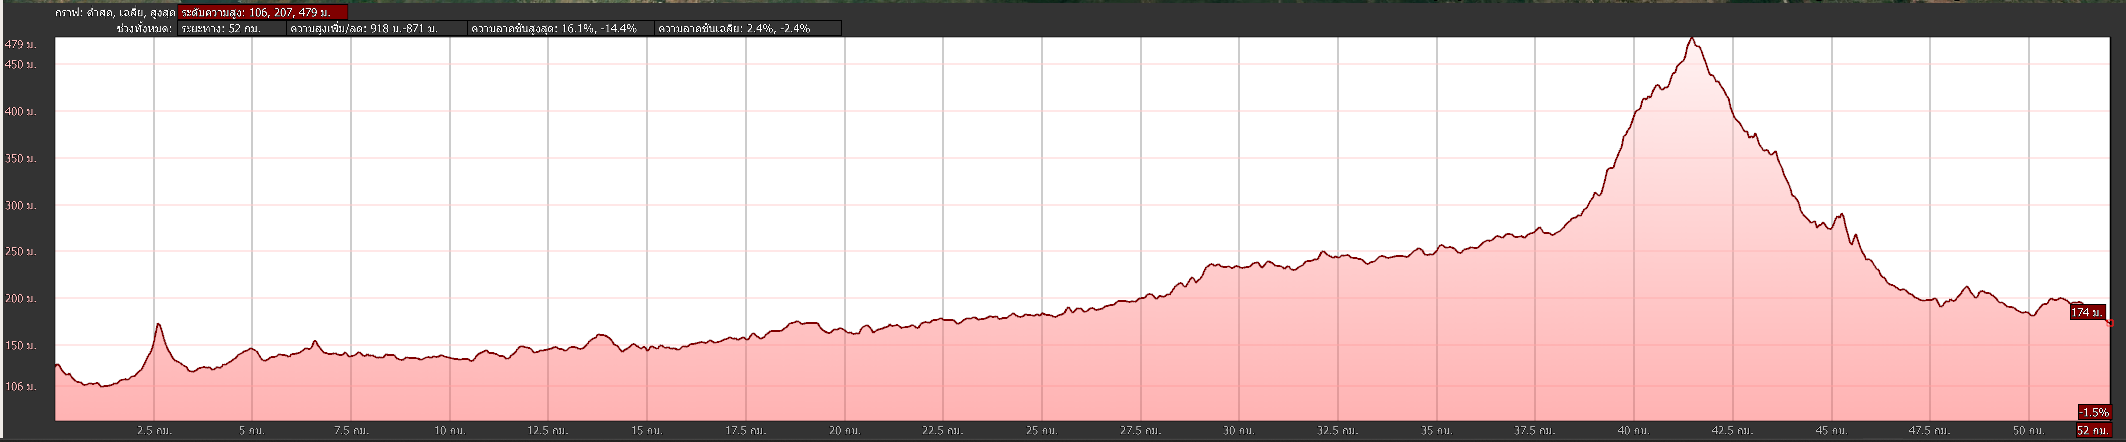 กราฟ: ต่ำสุด, เฉลี่ย, สูงสุด ระดับความสูง: 106, 207, 479 ม.
ช่วงทั้งหมด: ระยะทาง: 52 กม. ความสูงเพิ่ม/ลด: 918 ม.-871 ม. ความลาดชันสูงสุด: 16.1%, -14.4% ความลาดชันเฉลี่ย: 2.4%, -2.4%
479 ม.
450 ม.
400 ม.
350 ม.
300 ม.
250 ม.
200 ม.
150 ม.
106 ม.
174 ม.
-1.5%
2.5 กม. 5 กม. 7.5 กม. 10 กม. 12.5 กม. 15 กม. 17.5 กม. 20 กม. 22.5 กม. 25 กม. 27.5 กม. 30 กม. 32.5 กม. 35 กม. 37.5 กม. 40 กม. 42.5 กม. 45 กม. 47.5 กม. 50 กม. 52 กม.